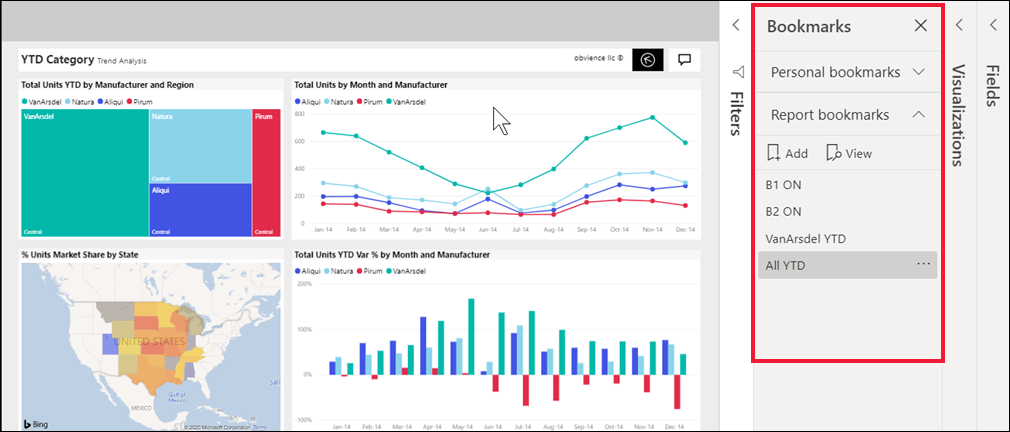 YTD Category Trend Analysis
obvience llc ©
Total Units YTD by Manufacturer and Region
VanArsdel Natura Aliqui Pirum
VanArsdel
Central
Natura
Central
Aliqui
Central
Pirum
Central
Total Units by Month and Manufacturer
Aliqui Natura Pirum VanArsdel
800
600
400
200
0
Jan-14 Feb-14 Mar-14 Apr-14 May-14 Jun-14 Jul-14 Aug-14 Sep-14 Oct-14 Nov-14 Dec-14
% Units Market Share by State
UNITED STATES
MEXICO
Gulf of
Mexico
Sarg
Bing
© 2020 Microsoft Corporation Terms
Total Units YTD Var % by Month and Manufacturer
Aliqui Natura Pirum VanArsdel
200%
100%
0%
-100%
Jan-14 Feb-14 Mar-14 Apr-14 May-14 Jun-14 Jul-14 Aug-14 Sep-14 Oct-14 Nov-14 Dec-14
Filters
Bookmarks
Personal bookmarks
Report bookmarks
Add View
B1 ON
B2 ON
VanArsdel YTD
All YTD
Visualizations
Fields